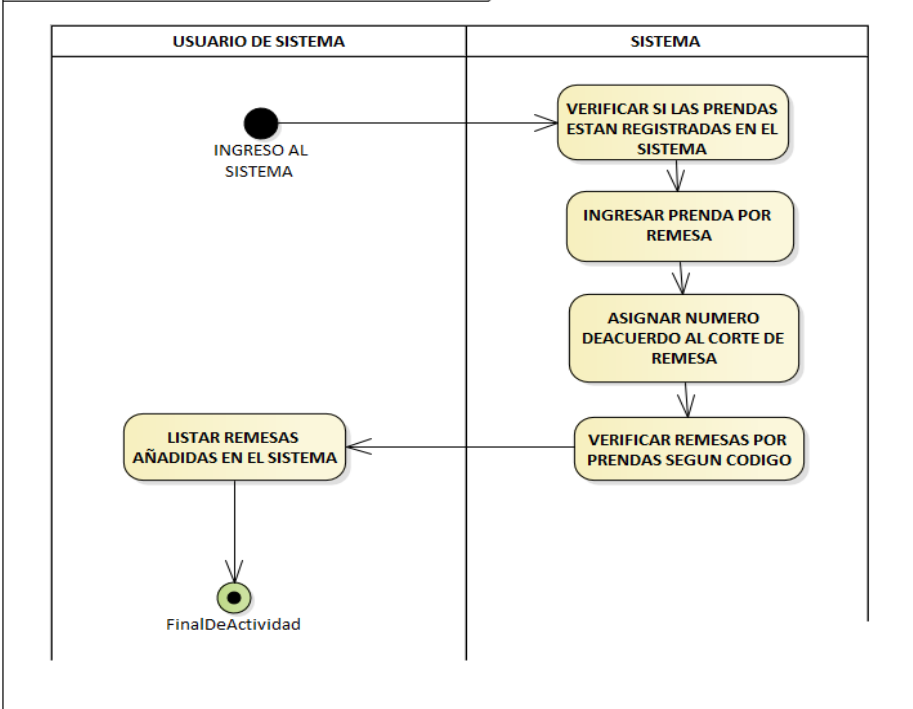 USUARIO DE SISTEMA
SISTEMA
INGRESO AL
SISTEMA
VERIFICAR SI LAS PRENDAS
ESTAN REGISTRADAS EN EL
SISTEMA
INGRESAR PRENDA POR
REMESA
ASIGNAR NUMERO
DEACUERDO AL CORTE DE
REMESA
VERIFICAR REMESAS POR
PRENDAS SEGUN CODIGO
LISTAR REMESAS
AÑADIDAS EN EL SISTEMA
FinalDeActividad